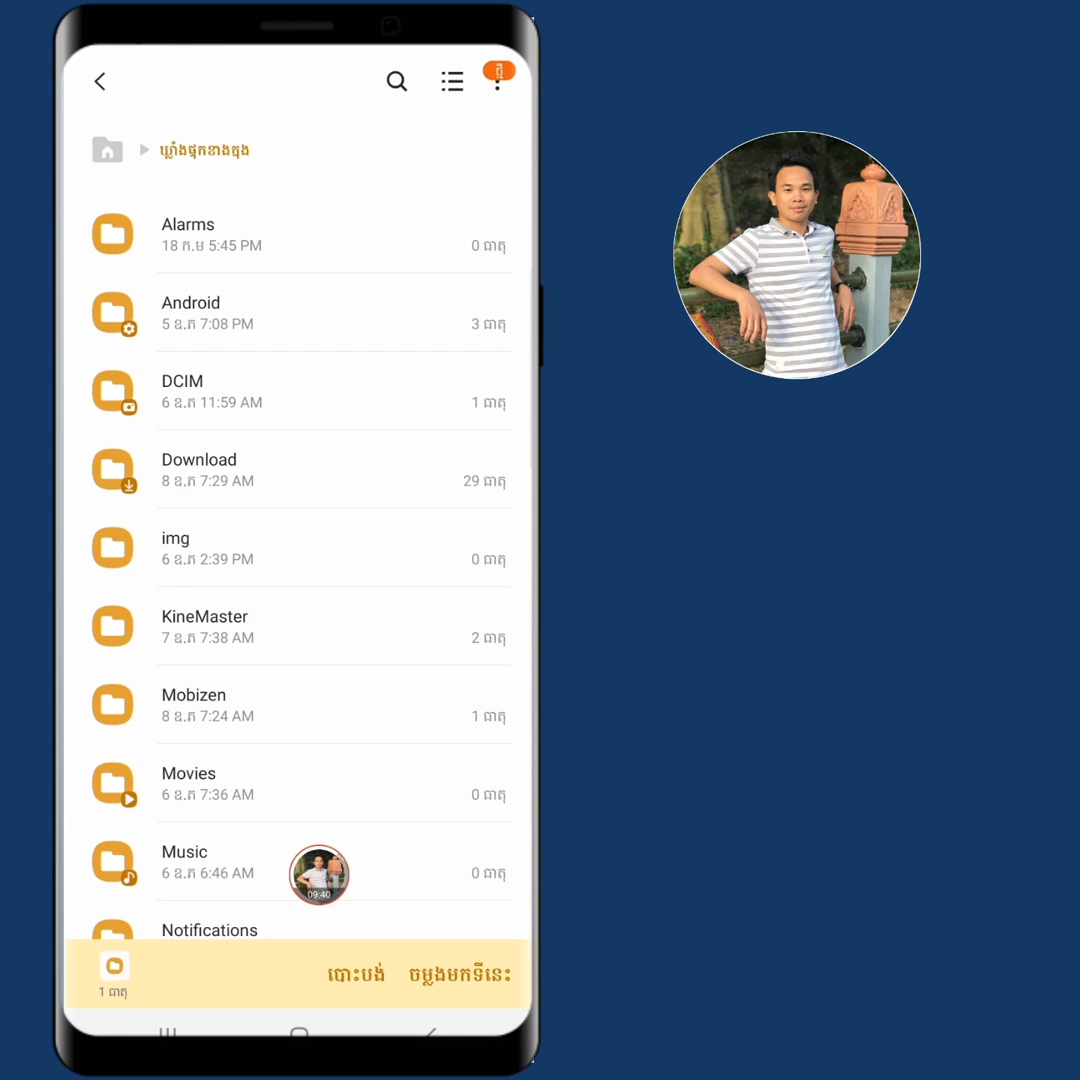 ថ្មី
ឃ្លាំងផ្ទុកខាងក្នុង
Alarms
18 ក.ម 5:45 PM
0 ធាតុ
Android
5 ឧ.ភ 7:08 PM
3 ធាតុ
DCIM
6 ឧ.ភ 11:59 AM
1 ធាតុ
Download
8 ឧ.ភ 7:29 AM
29 ធាតុ
img
6 ឧ.ភ 2:39 PM
0 ធាតុ
KineMaster
7 ឧ.ភ 7:38 AM
2 ធាតុ
Mobizen
8 ឧ.ភ 7:24 AM
1 ធាតុ
Movies
6 ឧ.ភ 7:36 AM
0 ធាតុ
Music
6 ឧ.ភ 6:46 AM
0 ធាតុ
09:40
Notifications
បោះបង់
ចម្លងមកទីនេះ
1 ធាតុ